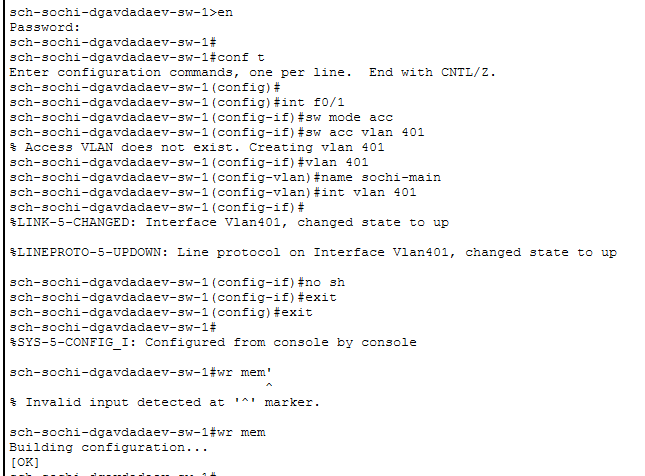 sch-sochi-dgavdadaev-sw-1>en
Password:
sch-sochi-dgavdadaev-sw-1#
sch-sochi-dgavdadaev-sw-1#conf t
Enter configuration commands, one per line.  End with CNTL/Z.
sch-sochi-dgavdadaev-sw-1(config)#
sch-sochi-dgavdadaev-sw-1(config)#int f0/1
sch-sochi-dgavdadaev-sw-1(config-if)#sw mode acc
sch-sochi-dgavdadaev-sw-1(config-if)#sw acc vlan 401
% Access VLAN does not exist. Creating vlan 401
sch-sochi-dgavdadaev-sw-1(config-if)#vlan 401
sch-sochi-dgavdadaev-sw-1(config-vlan)#name sochi-main
sch-sochi-dgavdadaev-sw-1(config-vlan)#int vlan 401
sch-sochi-dgavdadaev-sw-1(config-if)#
%LINK-5-CHANGED: Interface Vlan401, changed state to up
%LINEPROTO-5-UPDOWN: Line protocol on Interface Vlan401, changed state to up
sch-sochi-dgavdadaev-sw-1(config-if)#no sh
sch-sochi-dgavdadaev-sw-1(config-if)#exit
sch-sochi-dgavdadaev-sw-1(config)#exit
sch-sochi-dgavdadaev-sw-1#
%SYS-5-CONFIG_I: Configured from console by console
sch-sochi-dgavdadaev-sw-1#wr mem'
^
% Invalid input detected at '^' marker.
sch-sochi-dgavdadaev-sw-1#wr mem
Building configuration...
[OK]